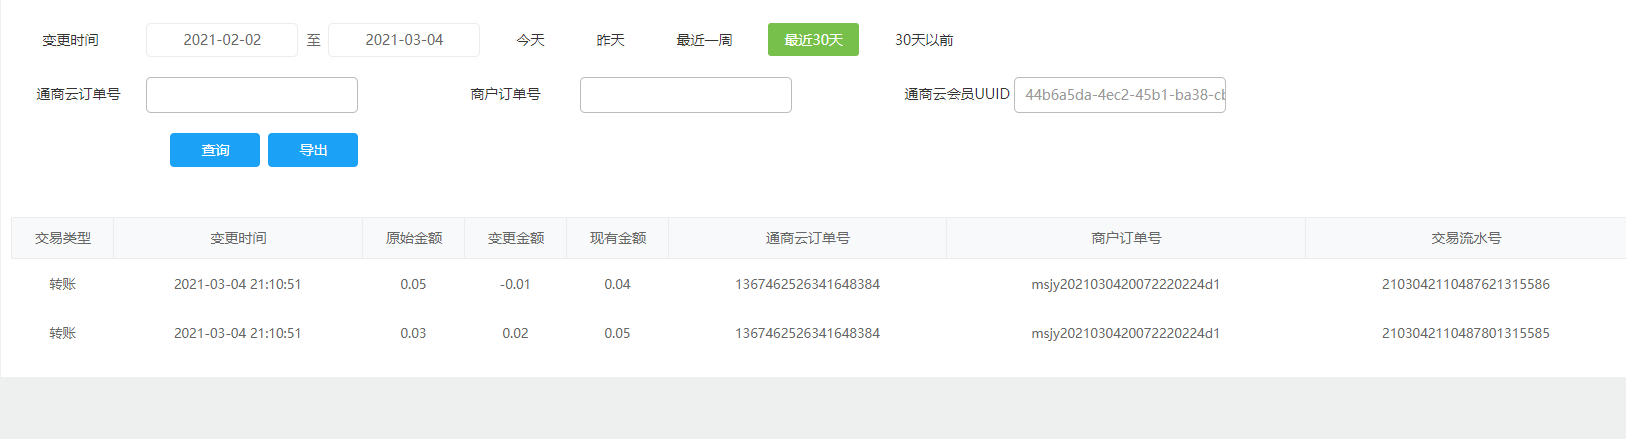 变更时间 2021-02-02 至 2021-03-04 今天 昨天 最近一周 最近30天 30天以前
通商云订单号 商户订单号 通商云会员UUID 44b6a5da-4ec2-45b1-ba38-cb
查询 导出
交易类型 变更时间 原始金额 变更金额 现有金额 通商云订单号 商户订单号 交易流水号
转账 2021-03-04 21:10:51 0.05 -0.01 0.04 1367462526341648384 msjy2021030420072220224d1 2103042110487621315586
转账 2021-03-04 21:10:51 0.03 0.02 0.05 1367462526341648384 msjy2021030420072220224d1 2103042110487801315585